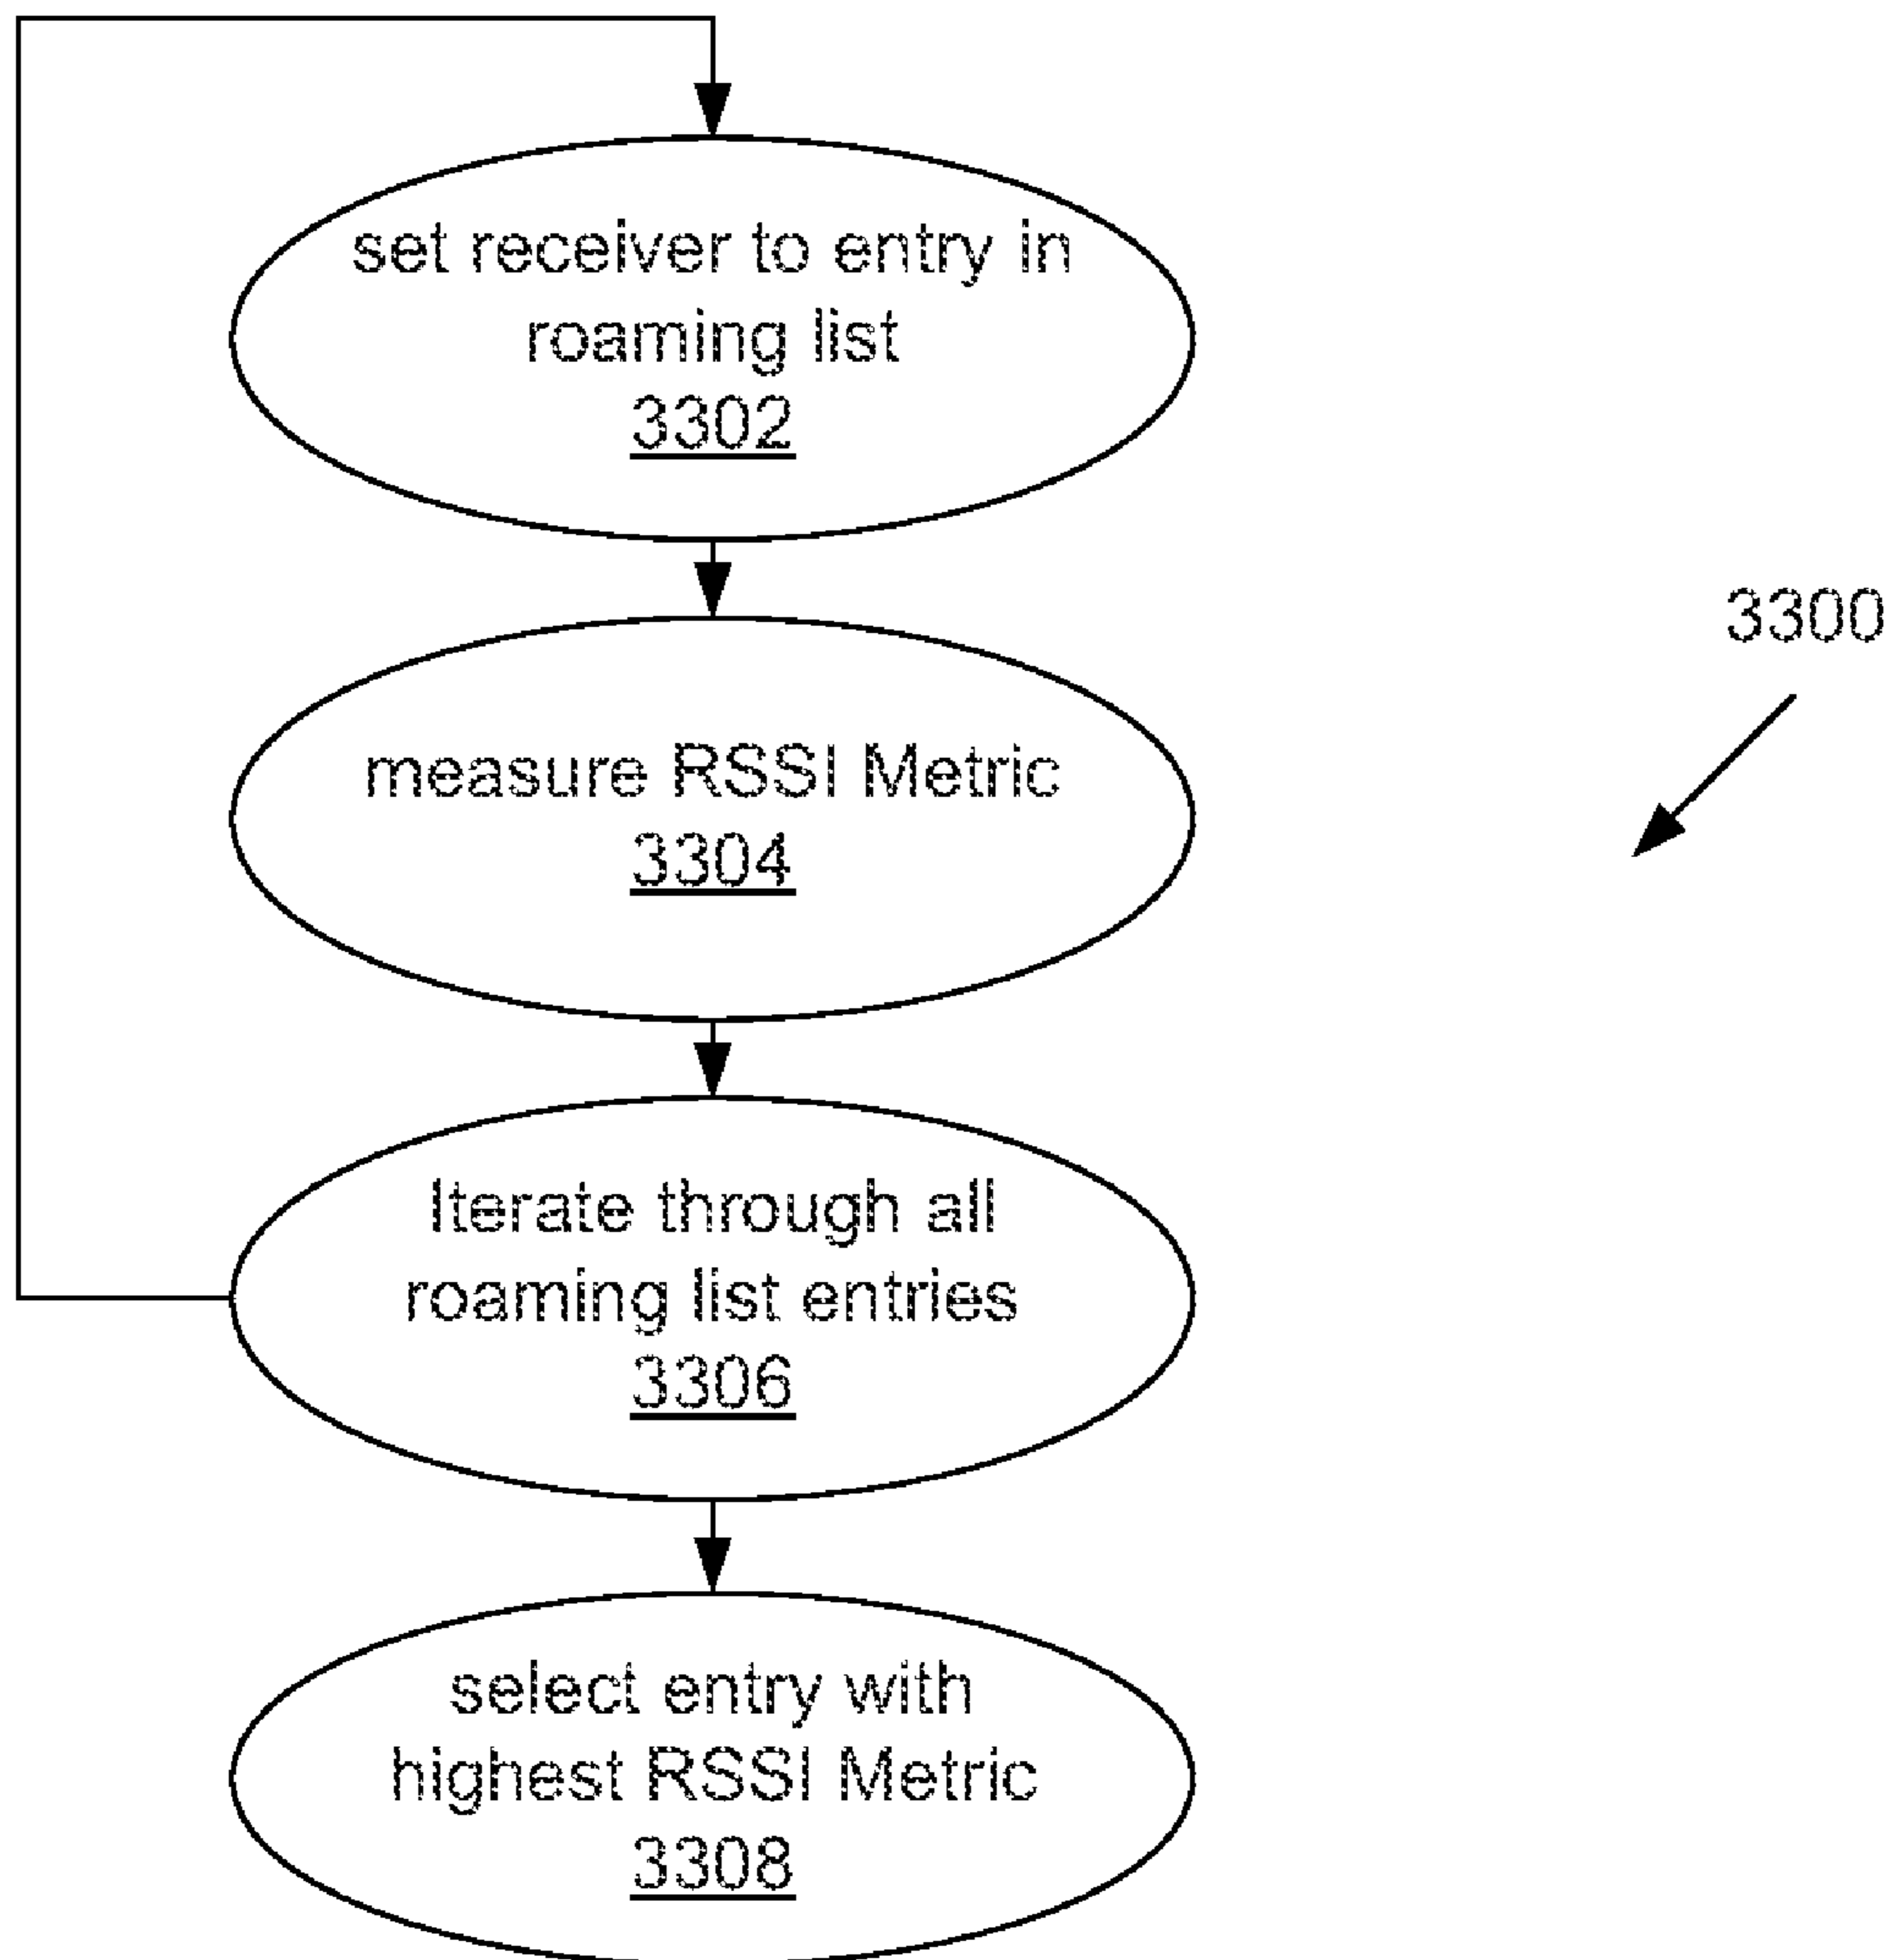 set receiver to entry in
roaming list
3302
measure RSSI Metric
3304
Iterate through all
roaming list entries
3306
select entry with
highest RSSI Metric
3308
3300